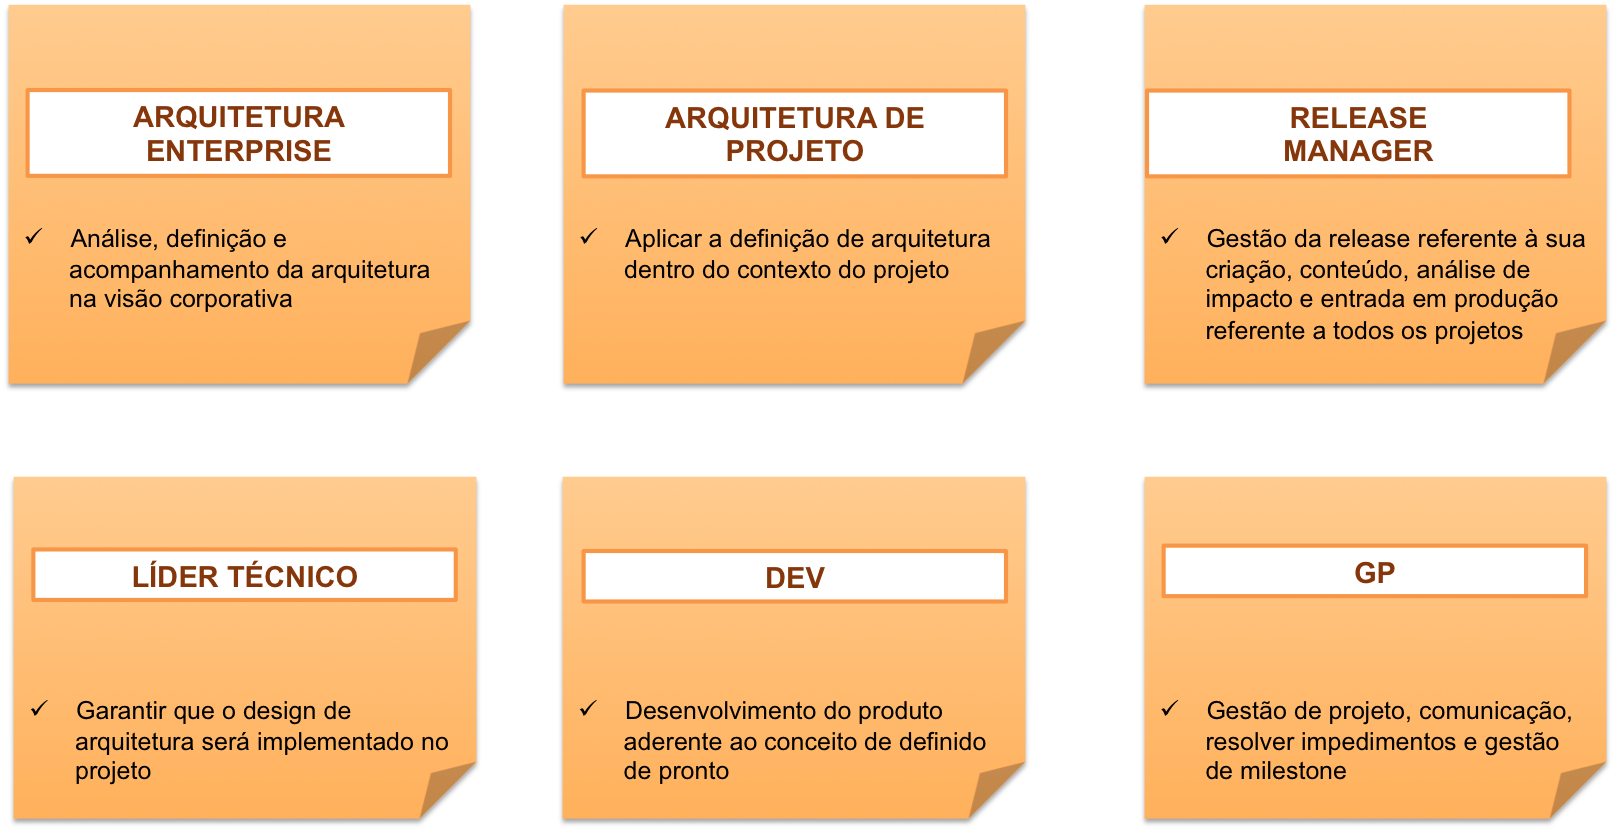 ARQUITETURA
ENTERPRISE
✓ Análise, definição e
acompanhamento da arquitetura
na visão corporativa
ARQUITETURA DE
PROJETO
✓ Aplicar a definição de arquitetura
dentro do contexto do projeto
RELEASE
MANAGER
✓ Gestão da release referente à sua
criação, conteúdo, análise de
impacto e entrada em produção
referente a todos os projetos
LÍDER TÉCNICO
✓ Garantir que o design de
arquitetura será implementado no
projeto
DEV
✓ Desenvolvimento do produto
aderente ao conceito de definido
de pronto
GP
✓ Gestão de projeto, comunicação,
resolver impedimentos e gestão
de milestone